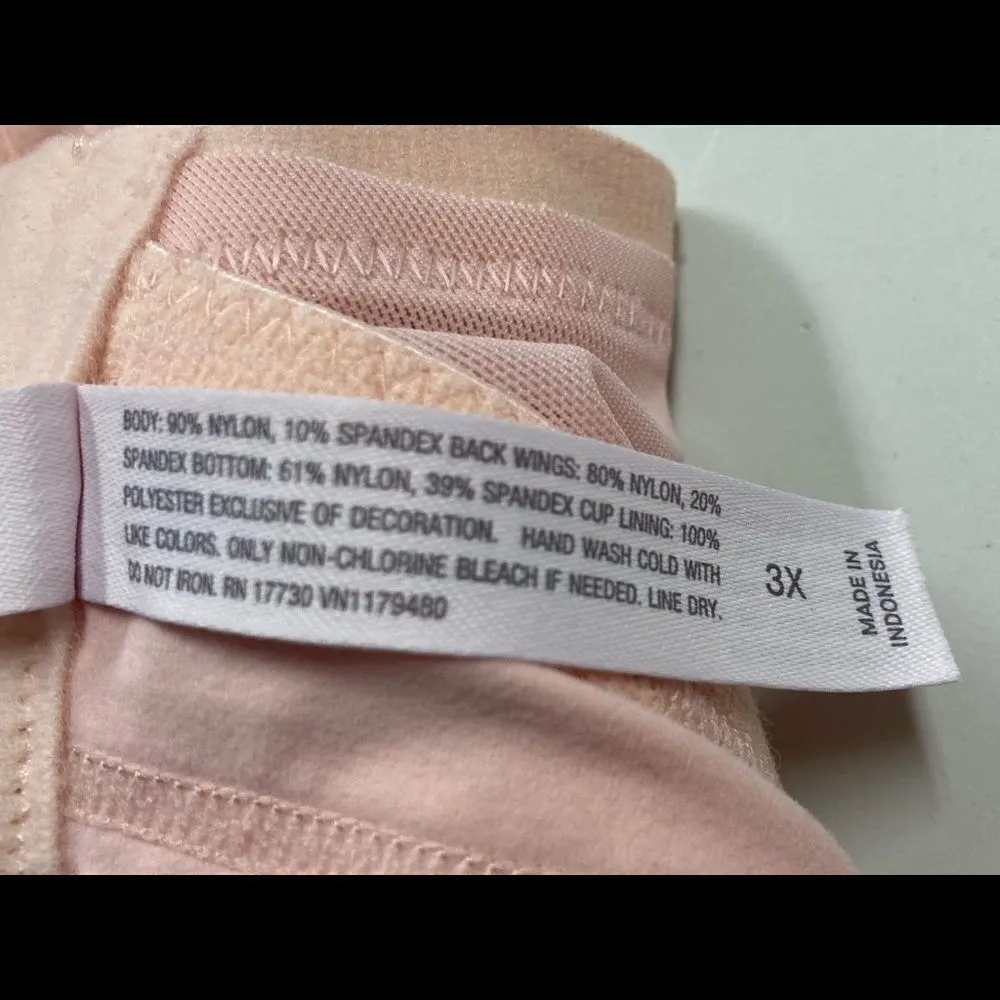 BODY: 90% NYLON, 10% SPANDEX BACK WINGS: 80% NYLON, 20%
SPANDEX BOTTOM: 61% NYLON, 39% SPANDEX CUP LINING: 100%
POLYESTER EXCLUSIVE OF DECORATION. HAND WASH COLD WITH
LIKE COLORS. ONLY NON-CHLORINE BLEACH IF NEEDED. LINE DRY.
DO NOT IRON. RN 17730 VN1179480
3X
MADE IN
INDONESIA